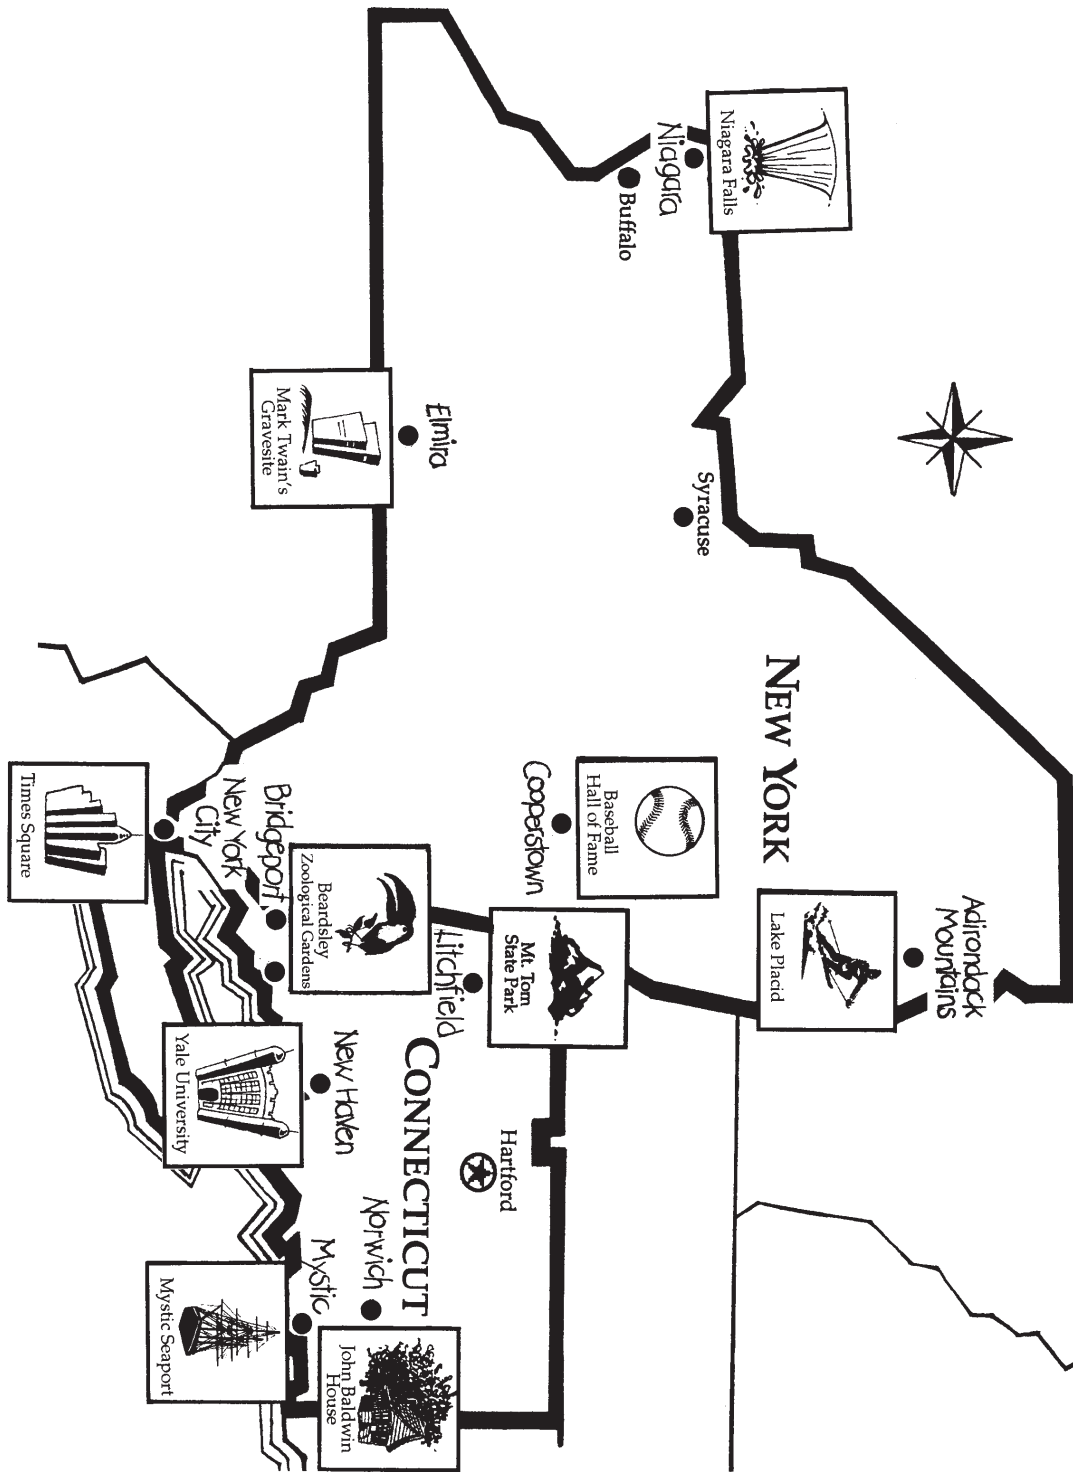 Niagara Falls
Niagara
Buffalo
Syracuse
Elmira
Mark Twain's
Gravesite
NEW YORK
Adirondack
Mountains
Lake Placid
Baseball
Hall of Fame
Cooperstown
Mt. Tom
State Park
Litchfield
Beardsley
Zoological Gardens
Bridgeport
New York
City
Times Square
CONNECTICUT
Hartford
New Haven
Yale University
Norwich
John Baldwin
House
Mystic
Mystic Seaport